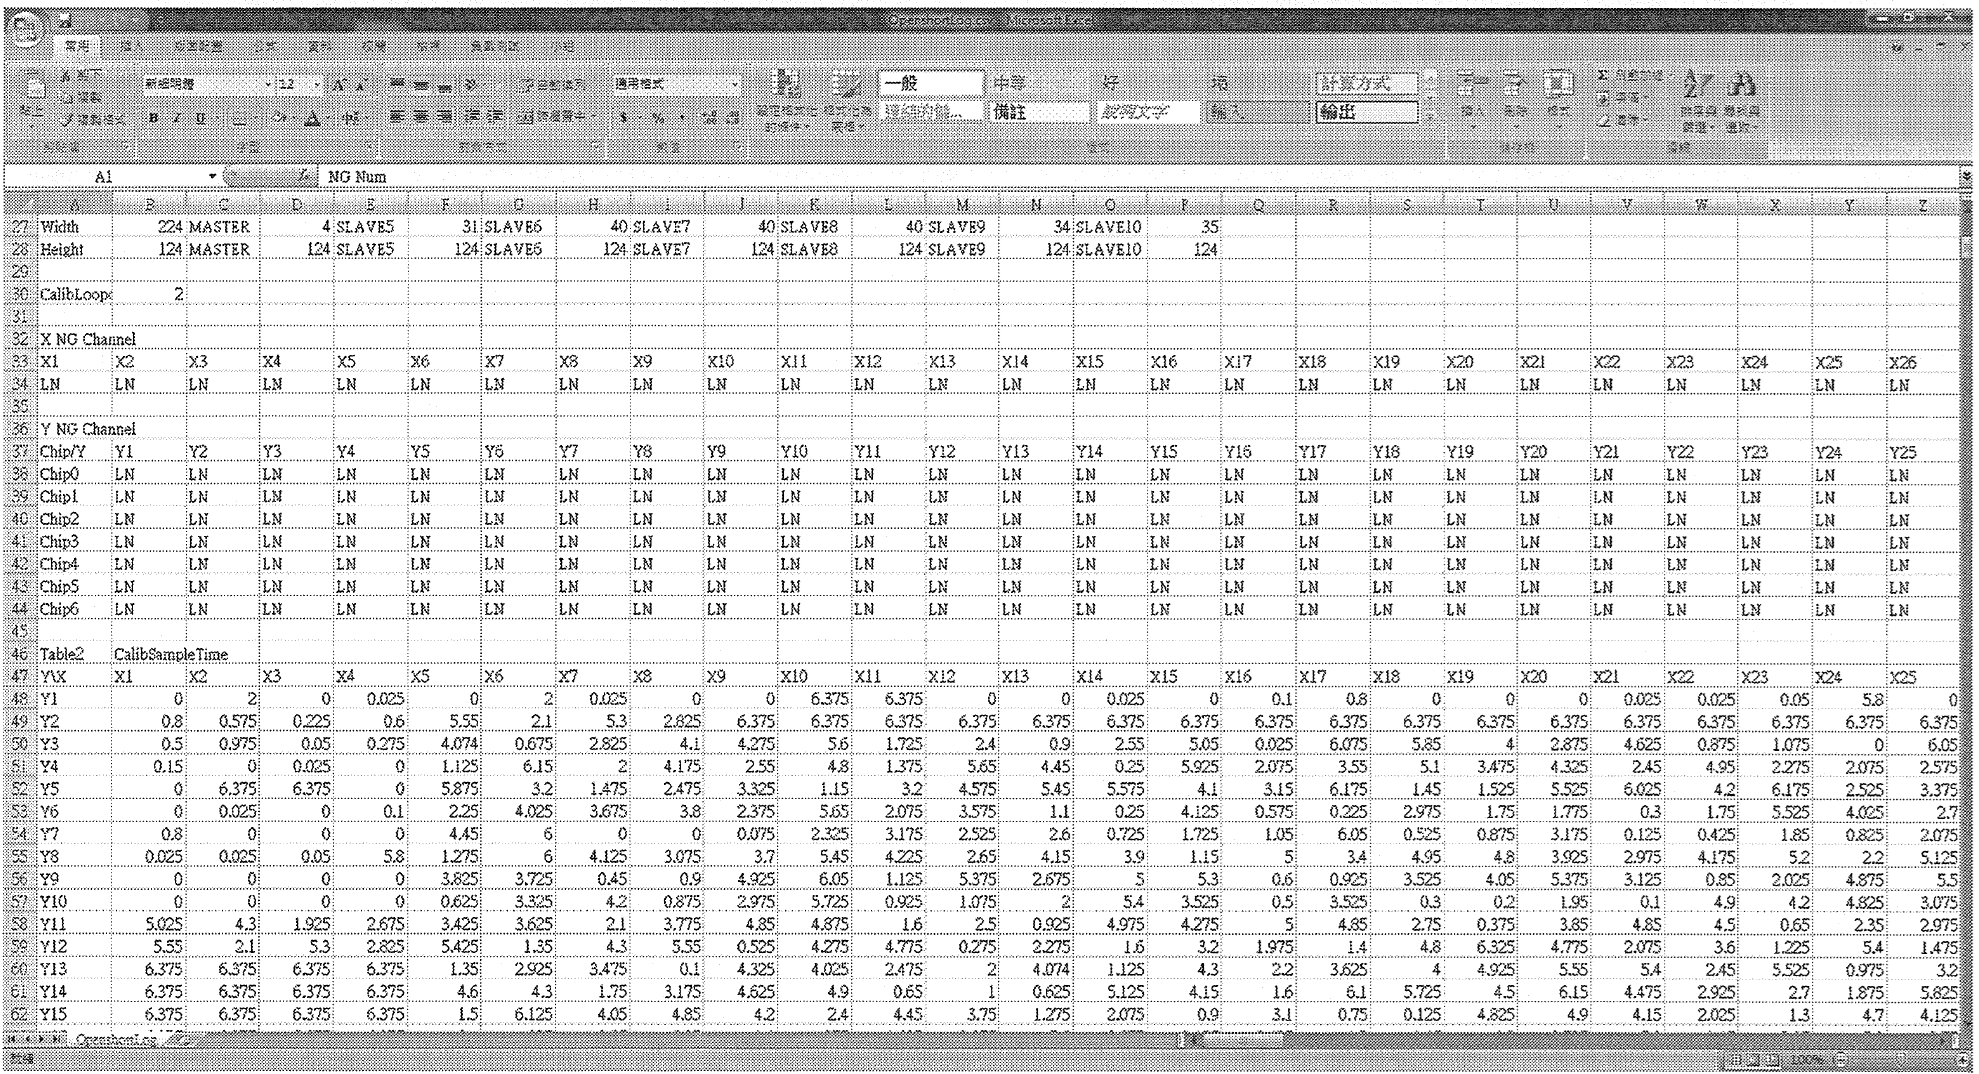 OpenshortLog.csv - Microsoft Excel
常用
新細明體 12 通用格式 一般 中等 好 壞 計算方式
備註 說明文字 輸入 輸出
A1 NG Num
A B C D E F G H I J K L M N O P Q R S T U V W X Y Z
27 Width 224 MASTER 4 SLAVE5 31 SLAVE6 40 SLAVE7 40 SLAVE8 40 SLAVE9 34 SLAVE10 35
28 Height 124 MASTER 124 SLAVE5 124 SLAVE6 124 SLAVE7 124 SLAVE8 124 SLAVE9 124 SLAVE10 124
29
30 CalibLoop 2
31
32 X NG Channel
33 X1 X2 X3 X4 X5 X6 X7 X8 X9 X10 X11 X12 X13 X14 X15 X16 X17 X18 X19 X20 X21 X22 X23 X24 X25 X26
34 LN LN LN LN LN LN LN LN LN LN LN LN LN LN LN LN LN LN LN LN LN LN LN LN LN LN
35
36 Y NG Channel
37 Chip/Y Y1 Y2 Y3 Y4 Y5 Y6 Y7 Y8 Y9 Y10 Y11 Y12 Y13 Y14 Y15 Y16 Y17 Y18 Y19 Y20 Y21 Y22 Y23 Y24 Y25
38 Chip0 LN LN LN LN LN LN LN LN LN LN LN LN LN LN LN LN LN LN LN LN LN LN LN LN LN
39 Chip1 LN LN LN LN LN LN LN LN LN LN LN LN LN LN LN LN LN LN LN LN LN LN LN LN LN
40 Chip2 LN LN LN LN LN LN LN LN LN LN LN LN LN LN LN LN LN LN LN LN LN LN LN LN LN
41 Chip3 LN LN LN LN LN LN LN LN LN LN LN LN LN LN LN LN LN LN LN LN LN LN LN LN LN
42 Chip4 LN LN LN LN LN LN LN LN LN LN LN LN LN LN LN LN LN LN LN LN LN LN LN LN LN
43 Chip5 LN LN LN LN LN LN LN LN LN LN LN LN LN LN LN LN LN LN LN LN LN LN LN LN LN
44 Chip6 LN LN LN LN LN LN LN LN LN LN LN LN LN LN LN LN LN LN LN LN LN LN LN LN LN
45
46 Table2 CalibSampleTime
47 Y\X X1 X2 X3 X4 X5 X6 X7 X8 X9 X10 X11 X12 X13 X14 X15 X16 X17 X18 X19 X20 X21 X22 X23 X24 X25
48 Y1 0 2 0 0.025 0 2 0.025 0 0 6.375 6.375 0 0 0.025 0 0.1 0.8 0 0 0 0.025 0.025 0.05 5.8 0
49 Y2 0.8 0.575 0.225 0.6 5.55 2.1 5.3 2.825 6.375 6.375 6.375 6.375 6.375 6.375 6.375 6.375 6.375 6.375 6.375 6.375 6.375 6.375 6.375 6.375 6.375
50 Y3 0.5 0.975 0.05 0.275 4.074 0.675 2.825 4.1 4.275 5.6 1.725 2.4 0.9 2.55 5.05 0.025 6.075 5.85 4 2.875 4.625 0.875 1.075 0 6.05
51 Y4 0.15 0 0.025 0 1.125 6.15 2 4.175 2.55 4.8 1.375 5.65 4.45 0.25 5.925 2.075 3.55 5.1 3.475 4.325 2.45 4.95 2.275 2.075 2.575
52 Y5 0 6.375 6.375 0 5.875 3.2 1.475 2.475 3.325 1.15 3.2 4.575 5.45 5.575 4.1 3.15 6.175 1.45 1.525 5.525 6.025 4.2 6.175 2.525 3.375
53 Y6 0 0.025 0 0.1 2.25 4.025 3.675 3.8 2.375 5.65 2.075 3.575 1.1 0.25 4.125 0.575 0.225 2.975 1.75 1.775 0.3 1.75 5.525 4.025 2.7
54 Y7 0.8 0 0 0 4.45 6 0 0 0.075 2.325 3.175 2.525 2.6 0.725 1.725 1.05 6.05 0.525 0.875 3.175 0.125 0.425 1.85 0.825 2.075
55 Y8 0.025 0.025 0.05 5.8 1.275 6 4.125 3.075 3.7 5.45 4.225 2.65 4.15 3.9 1.15 5 3.4 4.95 4.8 3.925 2.975 4.175 5.2 2.2 5.125
56 Y9 0 0 0 0 3.825 3.725 0.45 0.9 4.925 6.05 1.125 5.375 2.675 5 5.3 0.6 0.925 3.525 4.05 5.375 3.125 0.85 2.025 4.875 5.5
57 Y10 0 0 0 0 0.625 3.325 4.2 0.875 2.975 5.725 0.925 1.075 2 5.4 3.525 0.5 3.525 0.3 0.2 1.95 0.1 4.9 4.2 4.825 3.075
58 Y11 5.025 4.3 1.925 2.675 3.425 3.625 2.1 3.775 4.85 4.875 1.6 2.5 0.925 4.975 4.275 5 4.85 2.75 0.375 3.85 4.85 4.5 0.65 2.35 2.975
59 Y12 5.55 2.1 5.3 2.825 5.425 1.35 4.3 5.55 0.525 4.275 4.775 0.275 2.275 1.6 3.2 1.975 1.4 4.8 6.325 4.775 2.075 3.6 1.225 5.4 1.475
60 Y13 6.375 6.375 6.375 6.375 1.35 2.925 3.475 0.1 4.325 4.025 2.475 2 4.074 1.125 4.3 2.2 3.625 4 4.925 5.55 5.4 2.45 5.525 0.975 3.2
61 Y14 6.375 6.375 6.375 6.375 4.6 4.3 1.75 3.175 4.625 4.9 0.65 1 0.625 5.125 4.15 1.6 6.1 5.725 4.5 6.15 4.475 2.925 2.7 1.875 5.825
62 Y15 6.375 6.375 6.375 6.375 1.5 6.125 4.05 4.85 4.2 2.4 4.45 3.75 1.275 2.075 0.9 3.1 0.75 0.125 4.825 4.9 4.15 2.025 1.3 4.7 4.125
OpenshortLog
100%